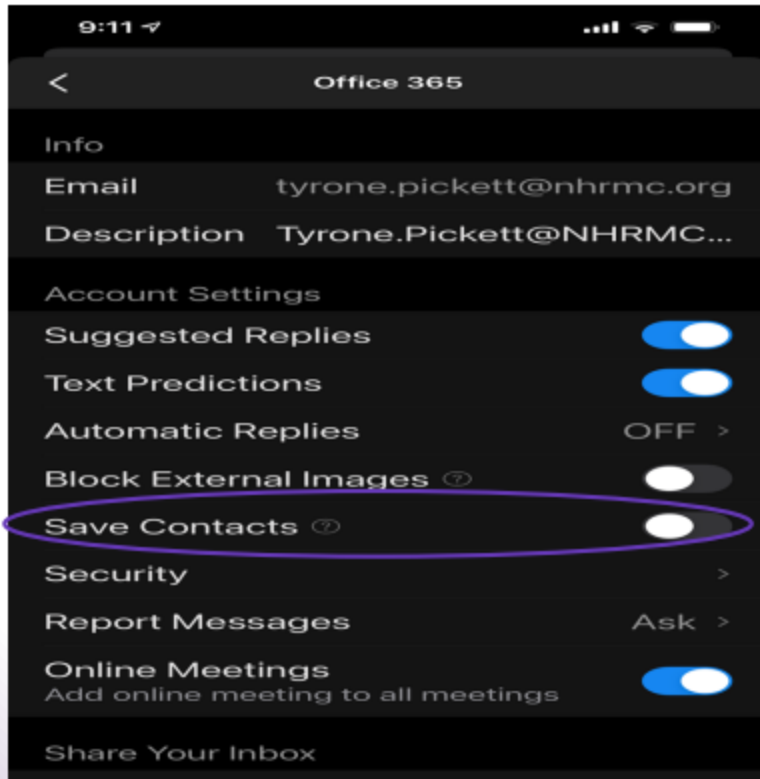 9:11
Office 365
Info
Email tyrone.pickett@nhrmc.org
Description Tyrone.Pickett@NHRMC...
Account Settings
Suggested Replies
Text Predictions
Automatic Replies OFF >
Block External Images ?
Save Contacts ?
Security >
Report Messages Ask >
Online Meetings
Add online meeting to all meetings
Share Your Inbox